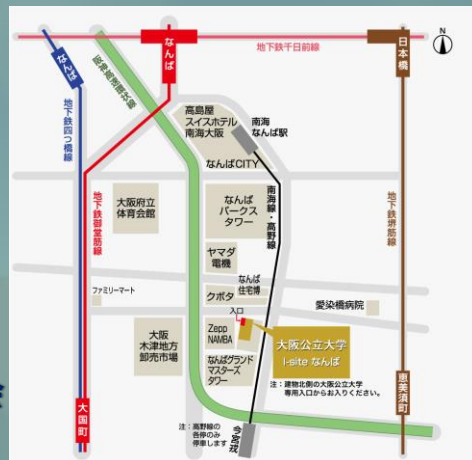 なんば
なんば
地下鉄千日前線
日本橋
N
阪神高速環状線
地下鉄四つ橋線
高島屋
スイスホテル
南海大阪
南海
なんば駅
なんばCITY
地下鉄御堂筋線
大阪府立
体育会館
なんば
パークス
タワー
南海線・高野線
地下鉄堺筋線
ヤマダ
電機
なんば
住宅博
ファミリーマート
クボタ
愛染橋病院
入口
大阪
木津地方
卸売市場
Zepp
NAMBA
大阪公立大学
I-site なんば
なんばグランド
マスターズ
タワー
注：建物北側の大阪公立大学
専用入口からお入りください。
大国町
恵美須町
注：高野線の
各停のみ
停車します
今宮戎